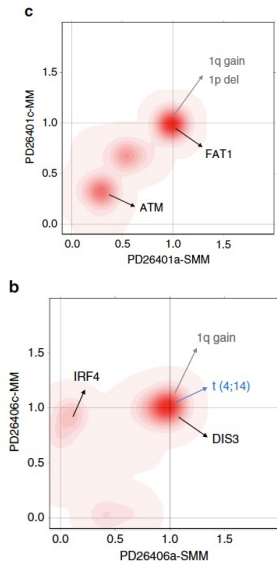 c
1q gain
1p del
1.5
1.0
0.5
0.0
PD26401c-MM
FAT1
ATM
0.0 0.5 1.0 1.5
PD26401a-SMM
b
1q gain
IRF4
t (4;14)
DIS3
1.5
1.0
0.5
0.0
PD26406c-MM
0.0 0.5 1.0 1.5
PD26406a-SMM